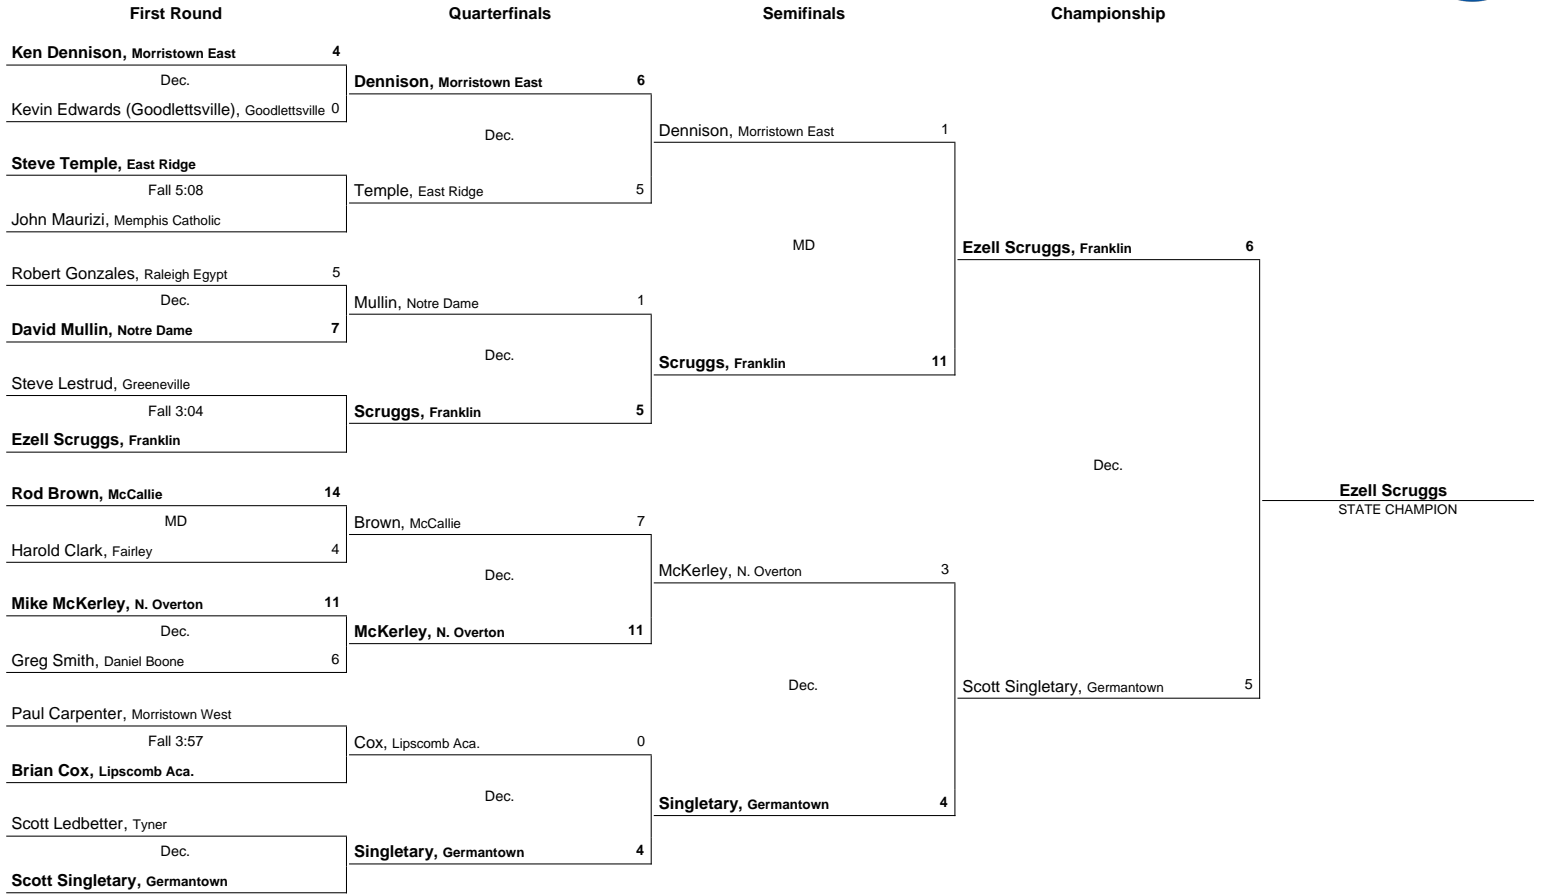 First Round Quarterfinals Semifinals Championship
Ken Dennison, Morristown East 4
Dec.
Kevin Edwards (Goodlettsville), Goodlettsville 0
Steve Temple, East Ridge
Fall 5:08
John Maurizi, Memphis Catholic
Robert Gonzales, Raleigh Egypt 5
Dec.
David Mullin, Notre Dame 7
Steve Lestrud, Greeneville
Fall 3:04
Ezell Scruggs, Franklin
Rod Brown, McCallie 14
MD
Harold Clark, Fairley 4
Mike McKerley, N. Overton 11
Dec.
Greg Smith, Daniel Boone 6
Paul Carpenter, Morristown West
Fall 3:57
Brian Cox, Lipscomb Aca.
Scott Ledbetter, Tyner
Dec.
Scott Singletary, Germantown
Dennison, Morristown East 6
Dec.
Temple, East Ridge 5
Mullin, Notre Dame 1
Dec.
Scruggs, Franklin 5
Brown, McCallie 7
Dec.
McKerley, N. Overton 11
Cox, Lipscomb Aca. 0
Dec.
Singletary, Germantown 4
Dennison, Morristown East 1
MD
Scruggs, Franklin 11
McKerley, N. Overton 3
Dec.
Singletary, Germantown 4
Ezell Scruggs, Franklin 6
Dec.
Scott Singletary, Germantown 5
Ezell Scruggs
STATE CHAMPION